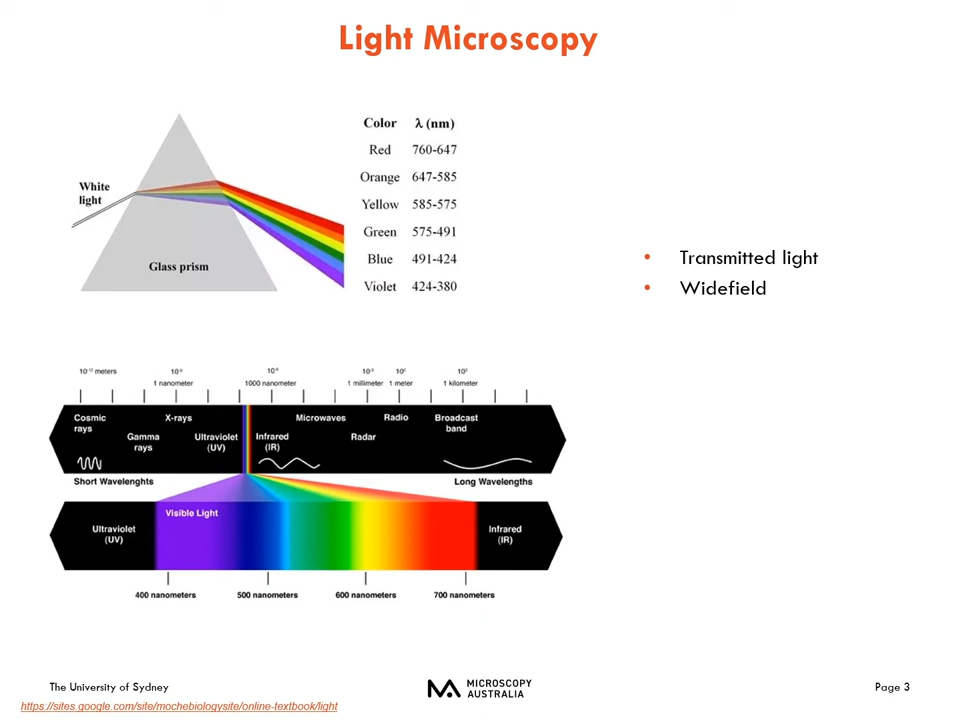 Light Microscopy
Color λ (nm)
Red 760-647
Orange 647-585
Yellow 585-575
Green 575-491
Blue 491-424
Violet 424-380
White
light
Glass prism
• Transmitted light
• Widefield
10⁻¹² meters 10⁻⁹ 10⁻⁶ 10⁻³ 10⁰ 10³
1 nanometer 1000 nanometer 1 millimeter 1 meter 1 kilometer
Cosmic
rays
Gamma
rays
X-rays
Ultraviolet
(UV)
Infrared
(IR)
Microwaves
Radar
Radio
Broadcast
band
Short Wavelenghts Long Wavelengths
Ultraviolet
(UV)
Visible Light
Infrared
(IR)
400 nanometers 500 nanometers 600 nanometers 700 nanometers
The University of Sydney
MICROSCOPY
AUSTRALIA
Page 3
https://sites.google.com/site/mochebiologysite/online-textbook/light